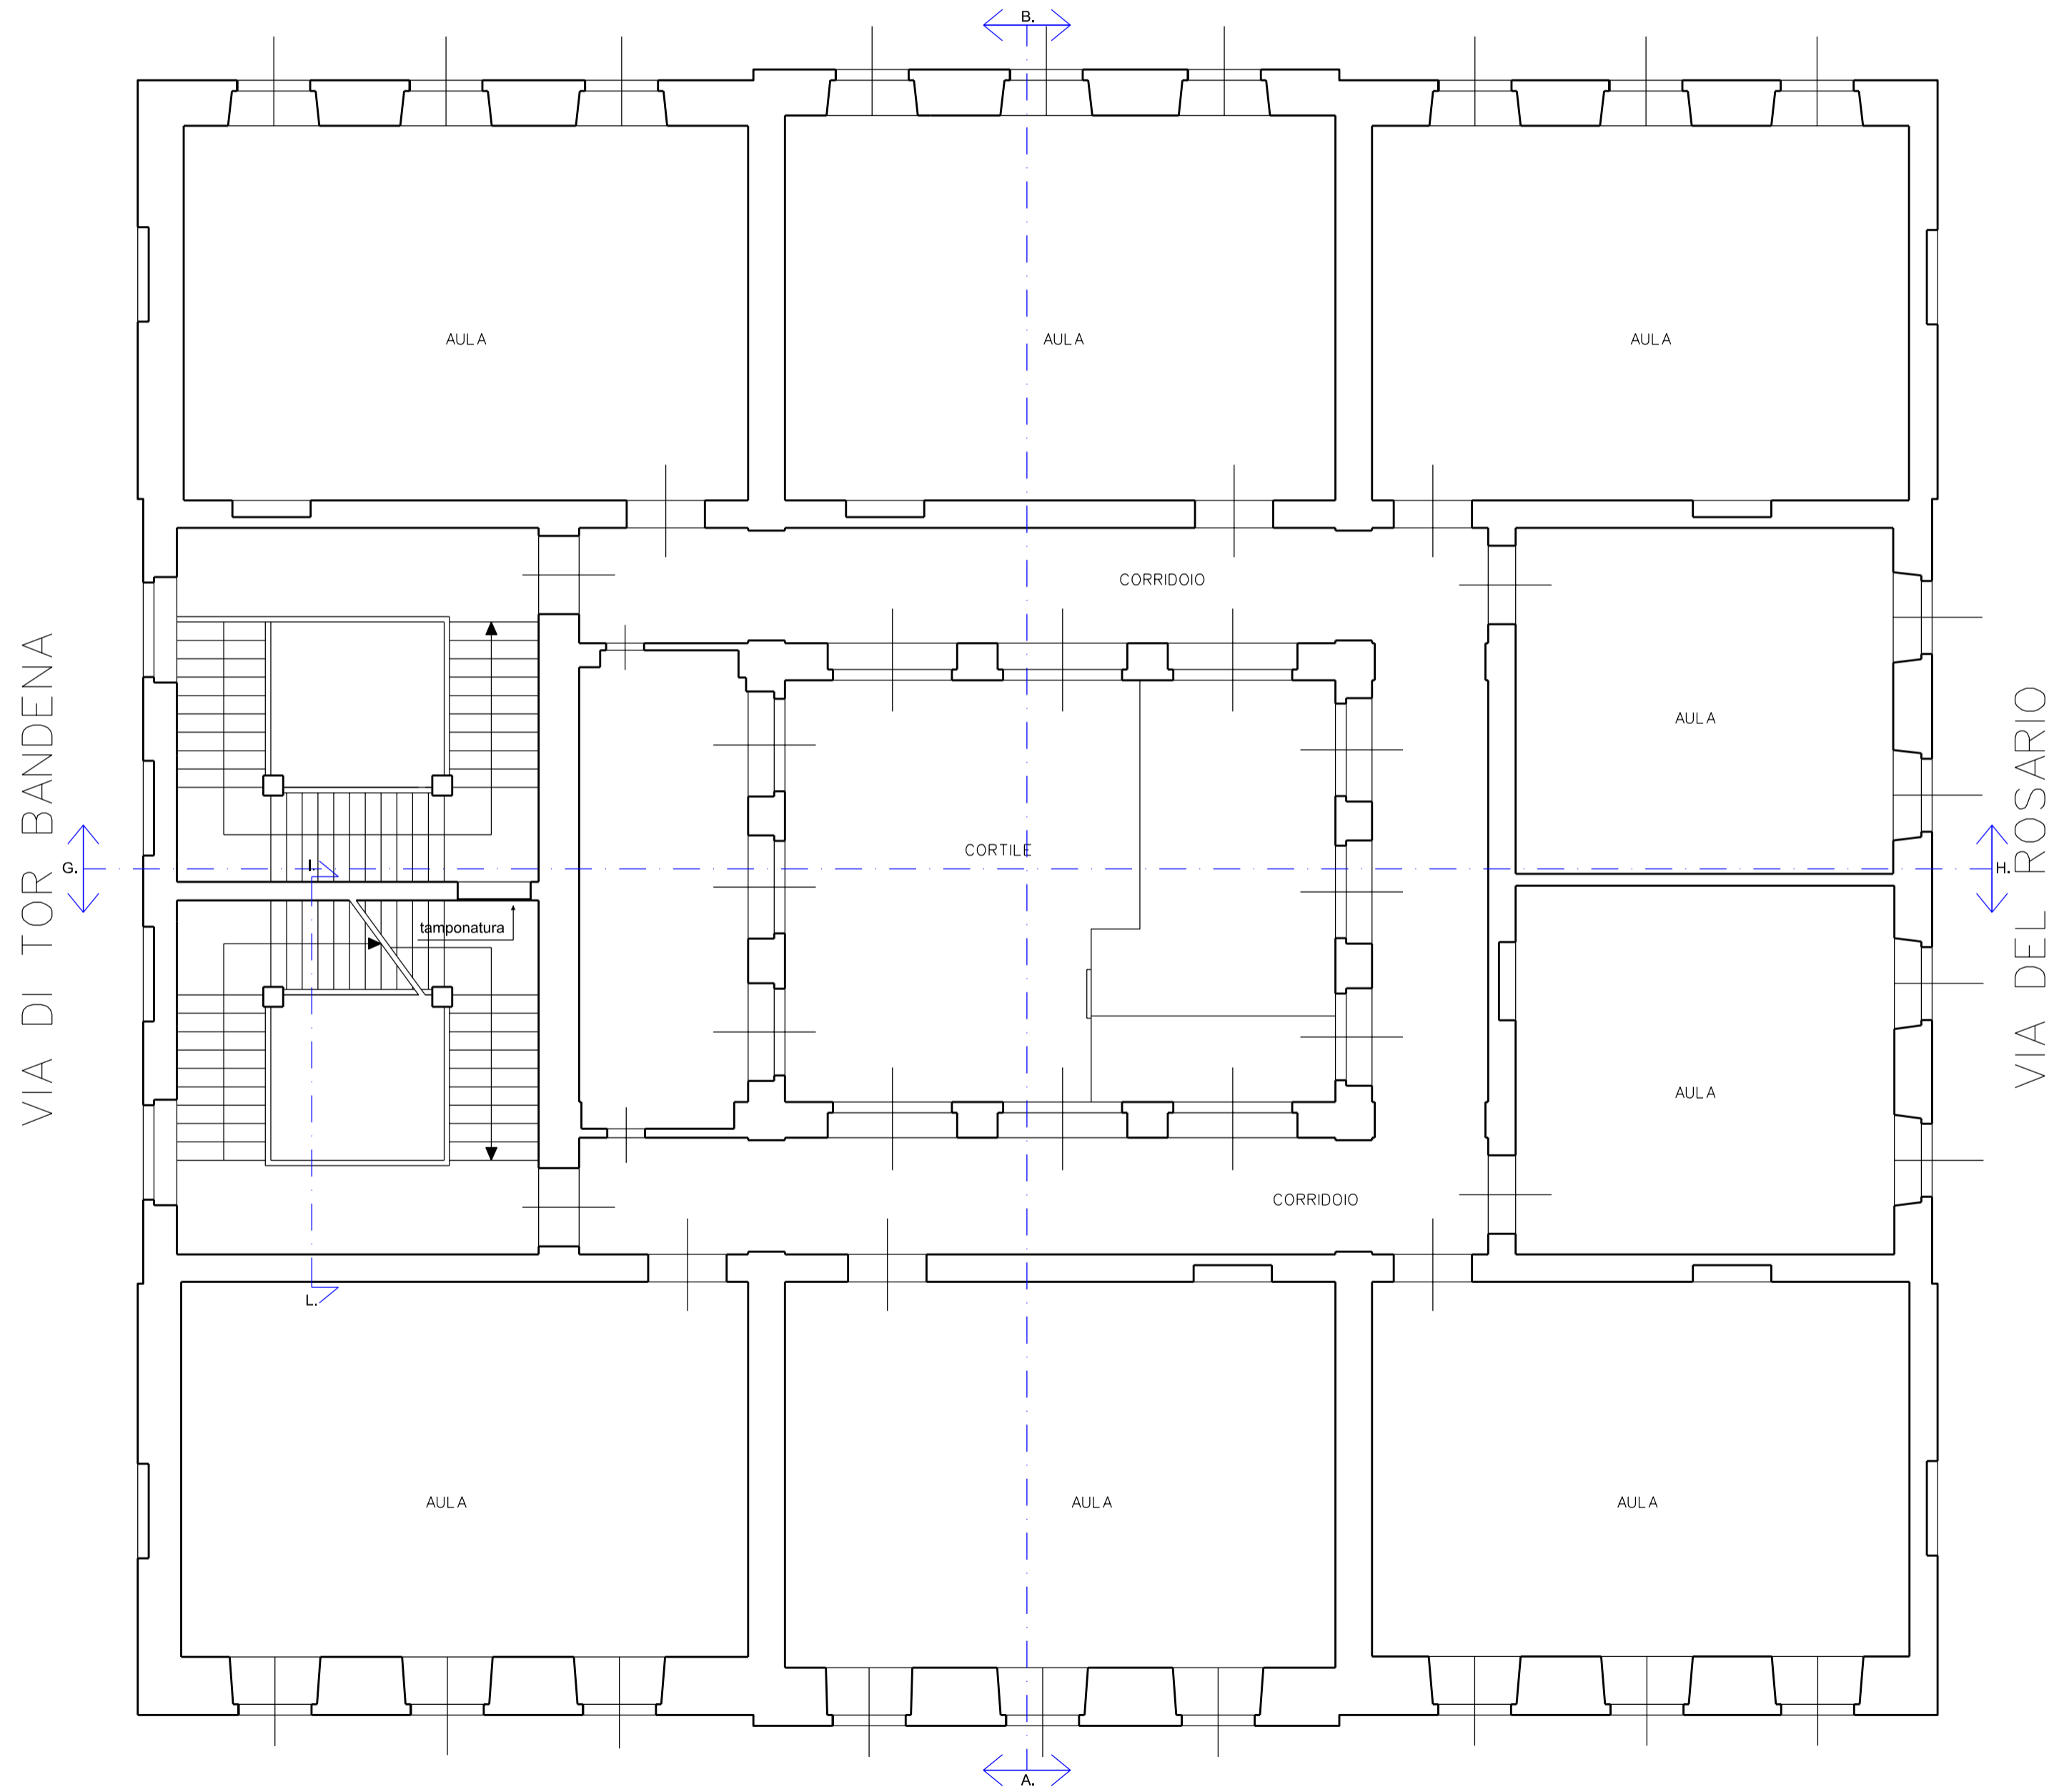 B.
AULA
AULA
AULA
CORRIDOIO
VIA DI TOR BANDENA
VIA DEL ROSARIO
AULA
CORTILE
G.
I.
H.
tamponatura
AULA
CORRIDOIO
L.
AULA
AULA
AULA
A.